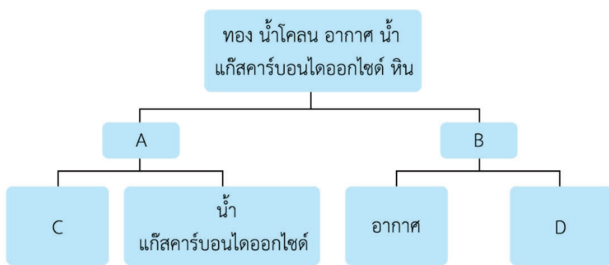 ทอง น้ำโคลน อากาศ น้ำ
แก๊สคาร์บอนไดออกไซด์ หิน
A
B
C
น้ำ
แก๊สคาร์บอนไดออกไซด์
อากาศ
D